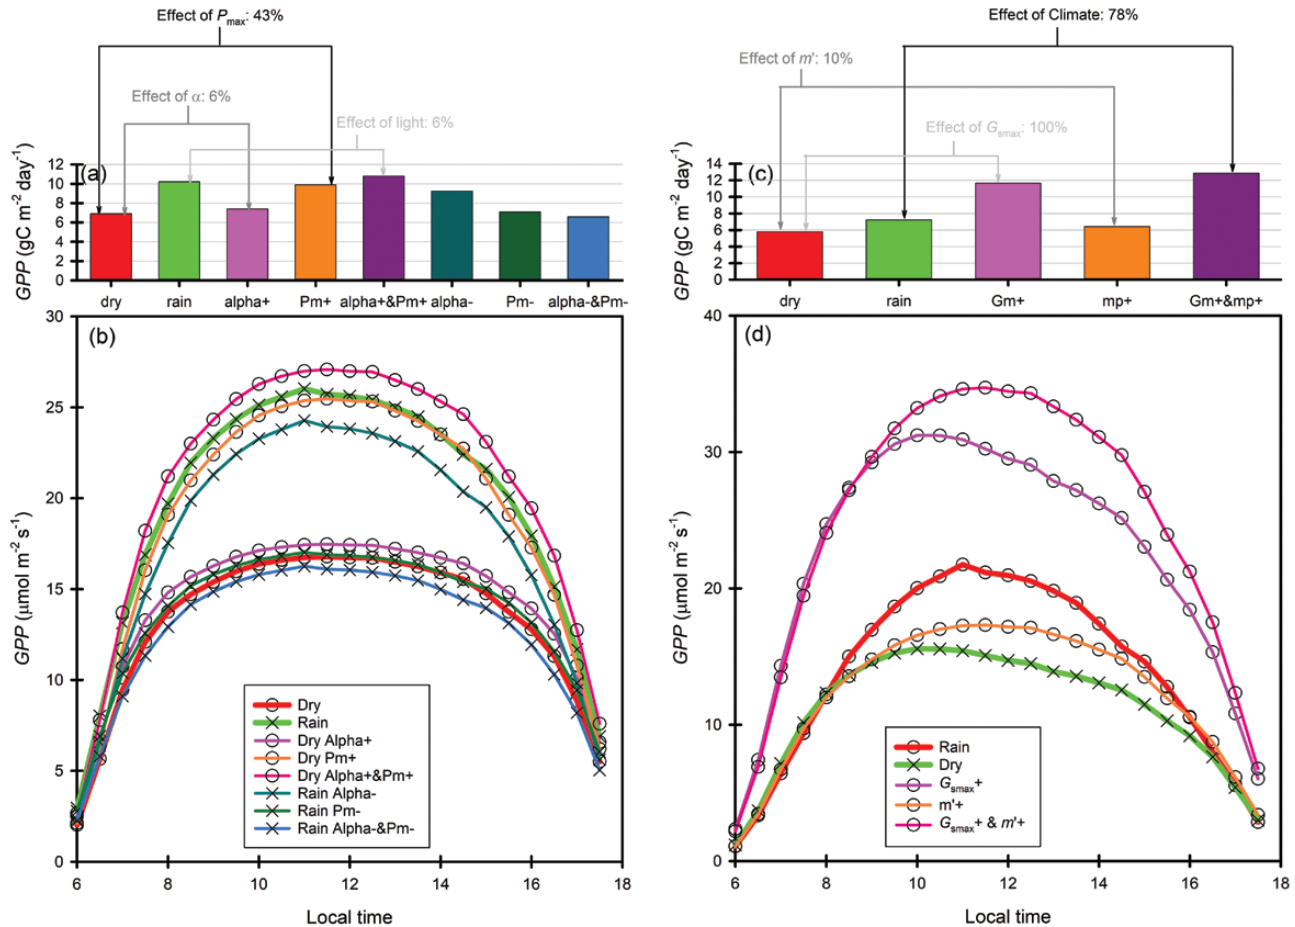 Effect of Pmax: 43%
Effect of α: 6%
Effect of light: 6%
(a)
GPP (gC m-2 day-1)
12
10
8
6
4
2
0
dry rain alpha+ Pm+ alpha+&Pm+ alpha- Pm- alpha-&Pm-
(b)
GPP (μmol m-2 s-1)
30
25
20
15
10
5
0
Dry
Rain
Dry Alpha+
Dry Pm+
Dry Alpha+&Pm+
Rain Alpha-
Rain Pm-
Rain Alpha-&Pm-
6 8 10 12 14 16 18
Local time
Effect of Climate: 78%
Effect of m': 10%
Effect of Gsmax: 100%
(c)
GPP (gC m-2 day-1)
14
12
10
8
6
4
2
0
dry rain Gm+ mp+ Gm+&mp+
(d)
GPP (μmol m-2 s-1)
40
30
20
10
0
Rain
Dry
Gsmax+
m'+
Gsmax+ & m'+
6 8 10 12 14 16 18
Local time